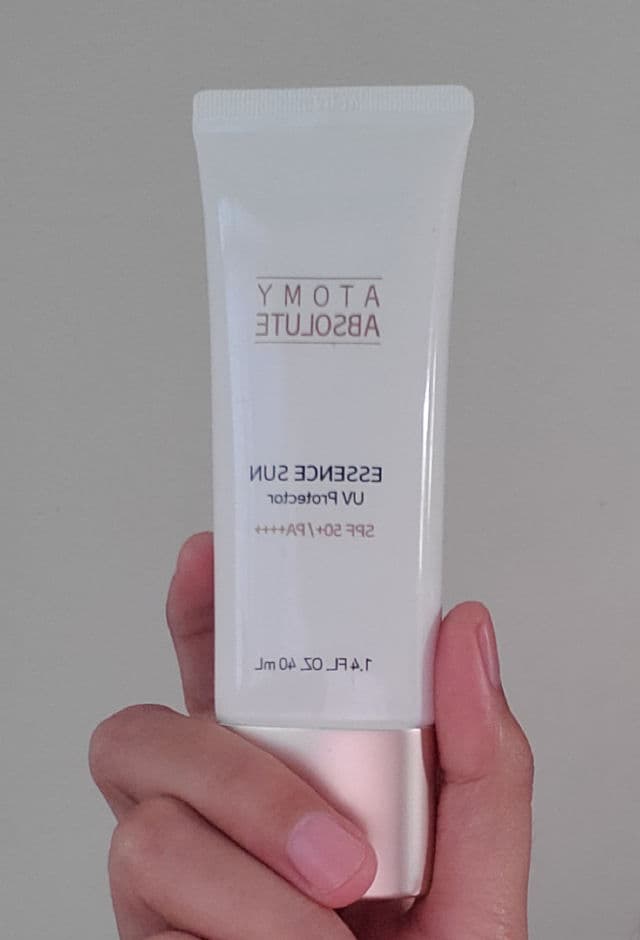 ATOMY
ABSOLUTE
ESSENCE SUN
UV Protector
SPF 50+/PA++++
1.4 FL. OZ. 40 mL